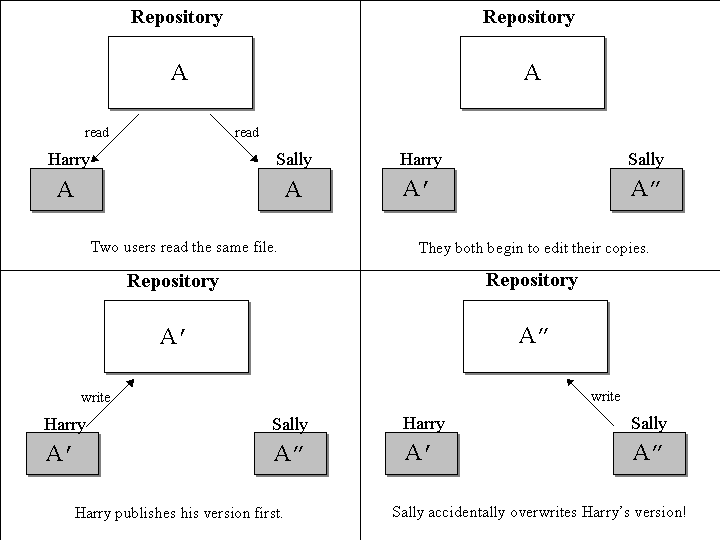 Repository
A
read
read
Harry
Sally
A
A
Two users read the same file.
Repository
A
Harry
Sally
A′
A″
They both begin to edit their copies.
Repository
A′
write
Harry
Sally
A′
A″
Harry publishes his version first.
Repository
A″
write
Harry
Sally
A′
A″
Sally accidentally overwrites Harry's version!